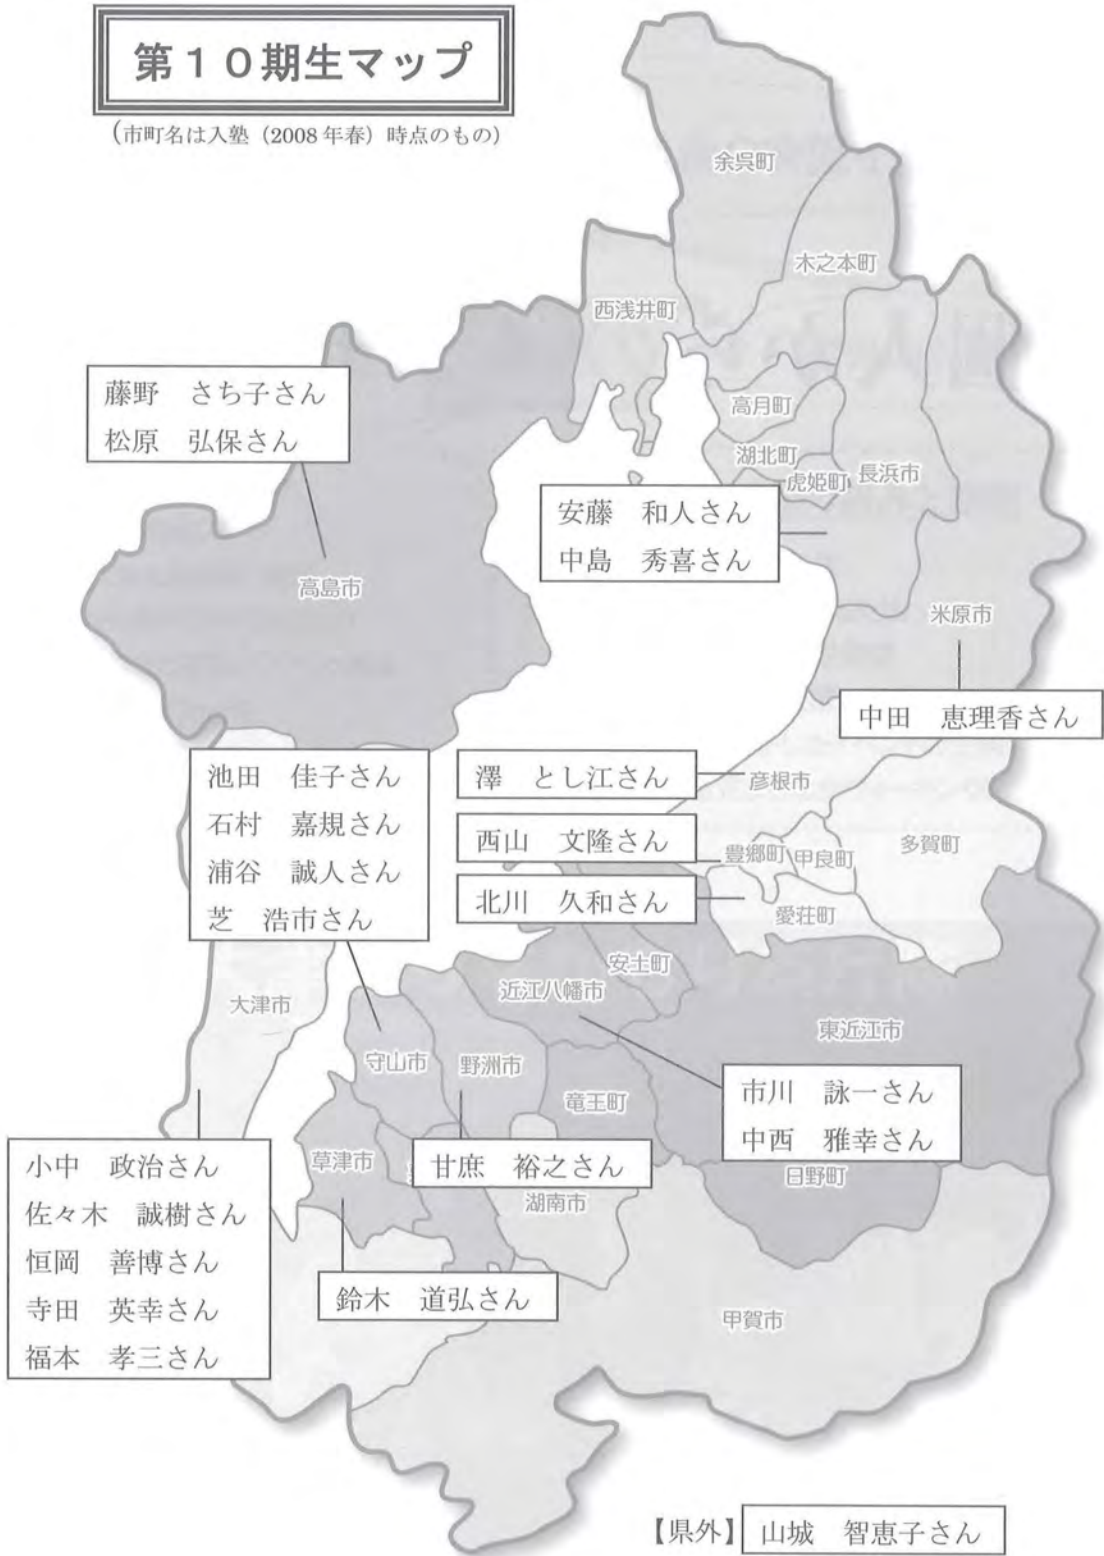 第１０期生マップ
(市町名は入塾（2008年春）時点のもの)
余呉町
木之本町
西浅井町
藤野　さち子さん
松原　弘保さん
高月町
湖北町
虎姫町
長浜市
安藤　和人さん
中島　秀喜さん
高島市
米原市
中田　恵理香さん
池田　佳子さん
石村　嘉規さん
浦谷　誠人さん
芝　浩市さん
澤　とし江さん
彦根市
西山　文隆さん
豊郷町
甲良町
多賀町
北川　久和さん
愛荘町
安土町
近江八幡市
大津市
東近江市
守山市
野洲市
竜王町
市川　詠一さん
中西　雅幸さん
小中　政治さん
佐々木　誠樹さん
恒岡　善博さん
寺田　英幸さん
福本　孝三さん
草津市
甘庶　裕之さん
日野町
湖南市
鈴木　道弘さん
甲賀市
【県外】
山城　智恵子さん